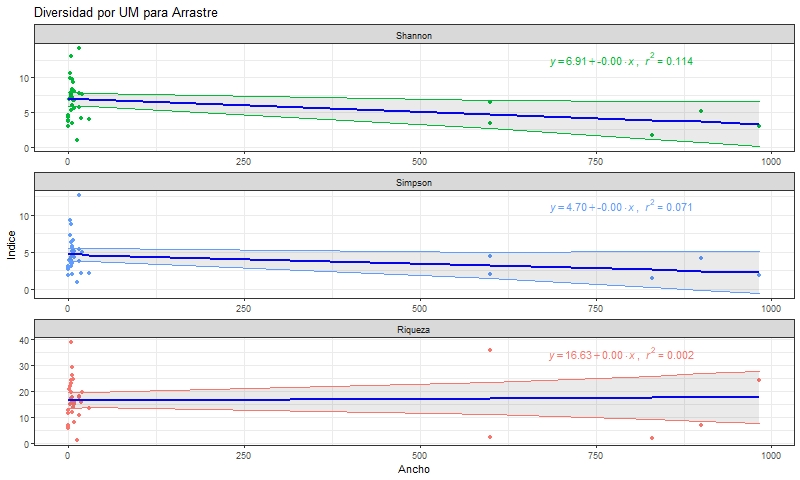 Diversidad por UM para Arrastre
Shannon
y = 6.91 + -0.00 · x ,  r² = 0.114
10
5
0
0 250 500 750 1000
Simpson
y = 4.70 + -0.00 · x ,  r² = 0.071
10
5
0
0 250 500 750 1000
Indice
Riqueza
y = 16.63 + 0.00 · x ,  r² = 0.002
40
30
20
10
0
0 250 500 750 1000
Ancho